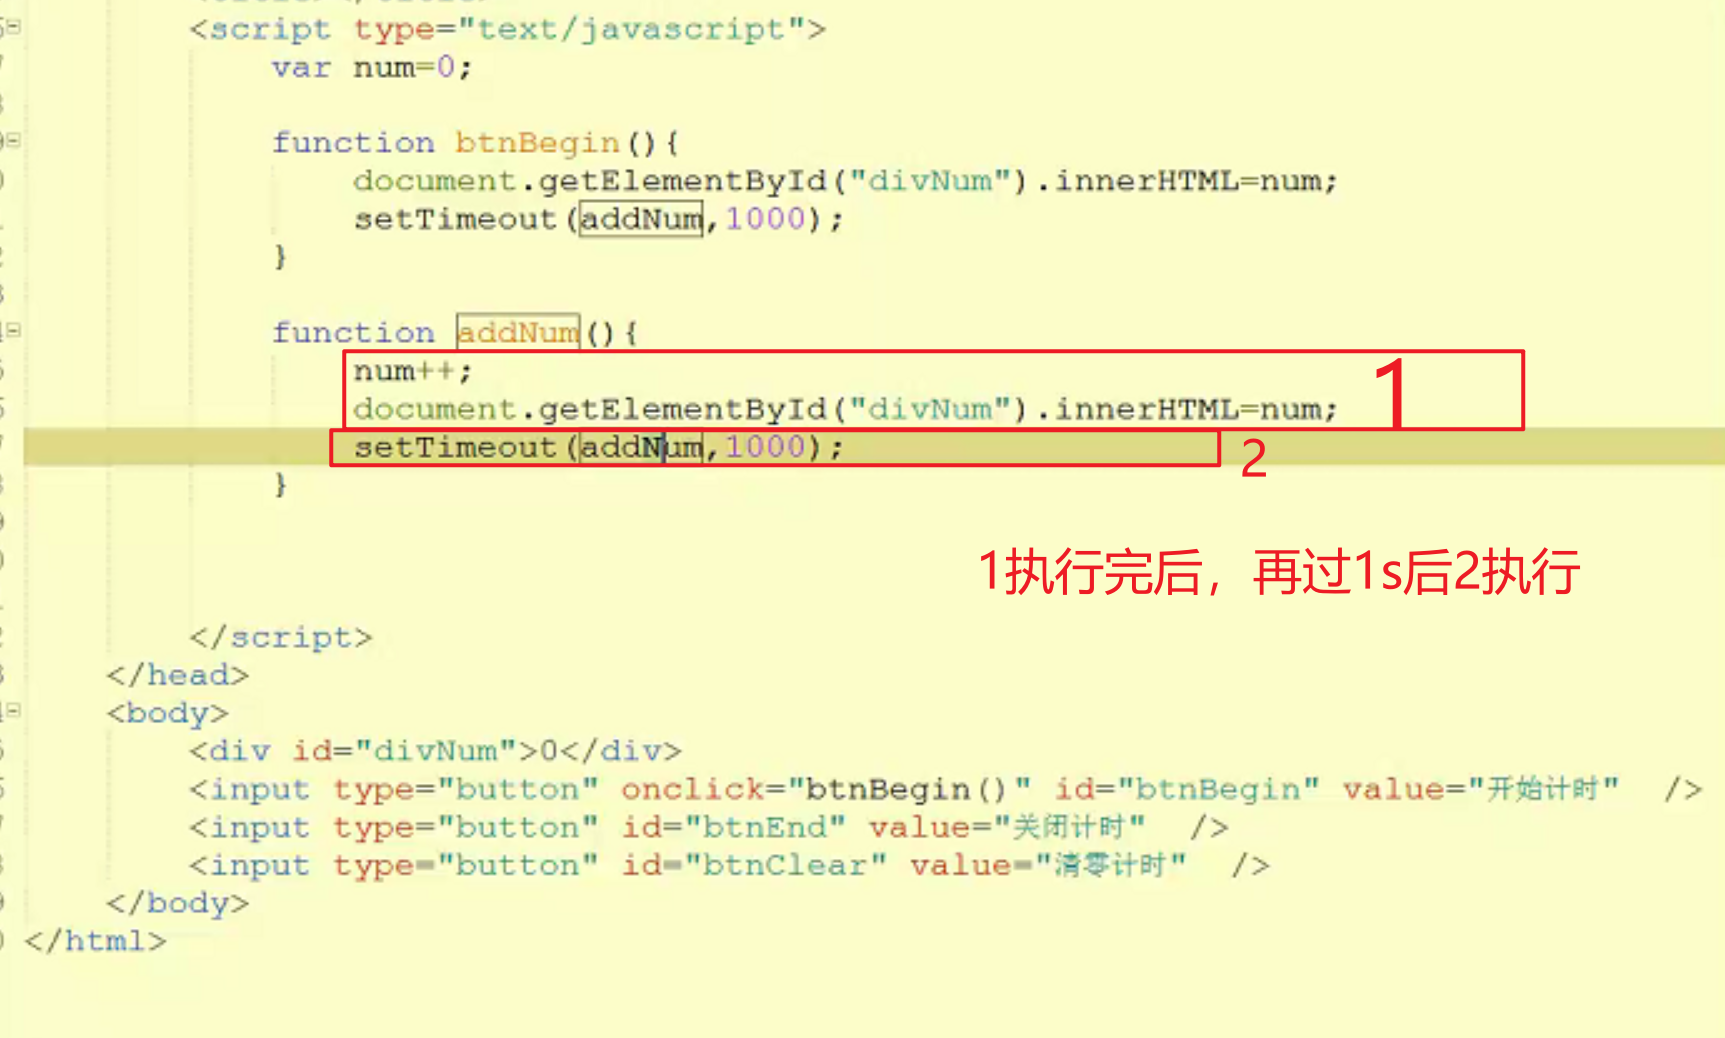 <script type="text/javascript">
var num=0;
function btnBegin(){
document.getElementById("divNum").innerHTML=num;
setTimeout(addNum,1000);
}
function addNum(){
num++;
document.getElementById("divNum").innerHTML=num;
1
setTimeout(addNum,1000);
2
}
1执行完后，再过1s后2执行
</script>
</head>
<body>
<div id="divNum">0</div>
<input type="button" onclick="btnBegin()" id="btnBegin" value="开始计时" />
<input type="button" id="btnEnd" value="关闭计时" />
<input type="button" id="btnClear" value="清零计时" />
</body>
</html>